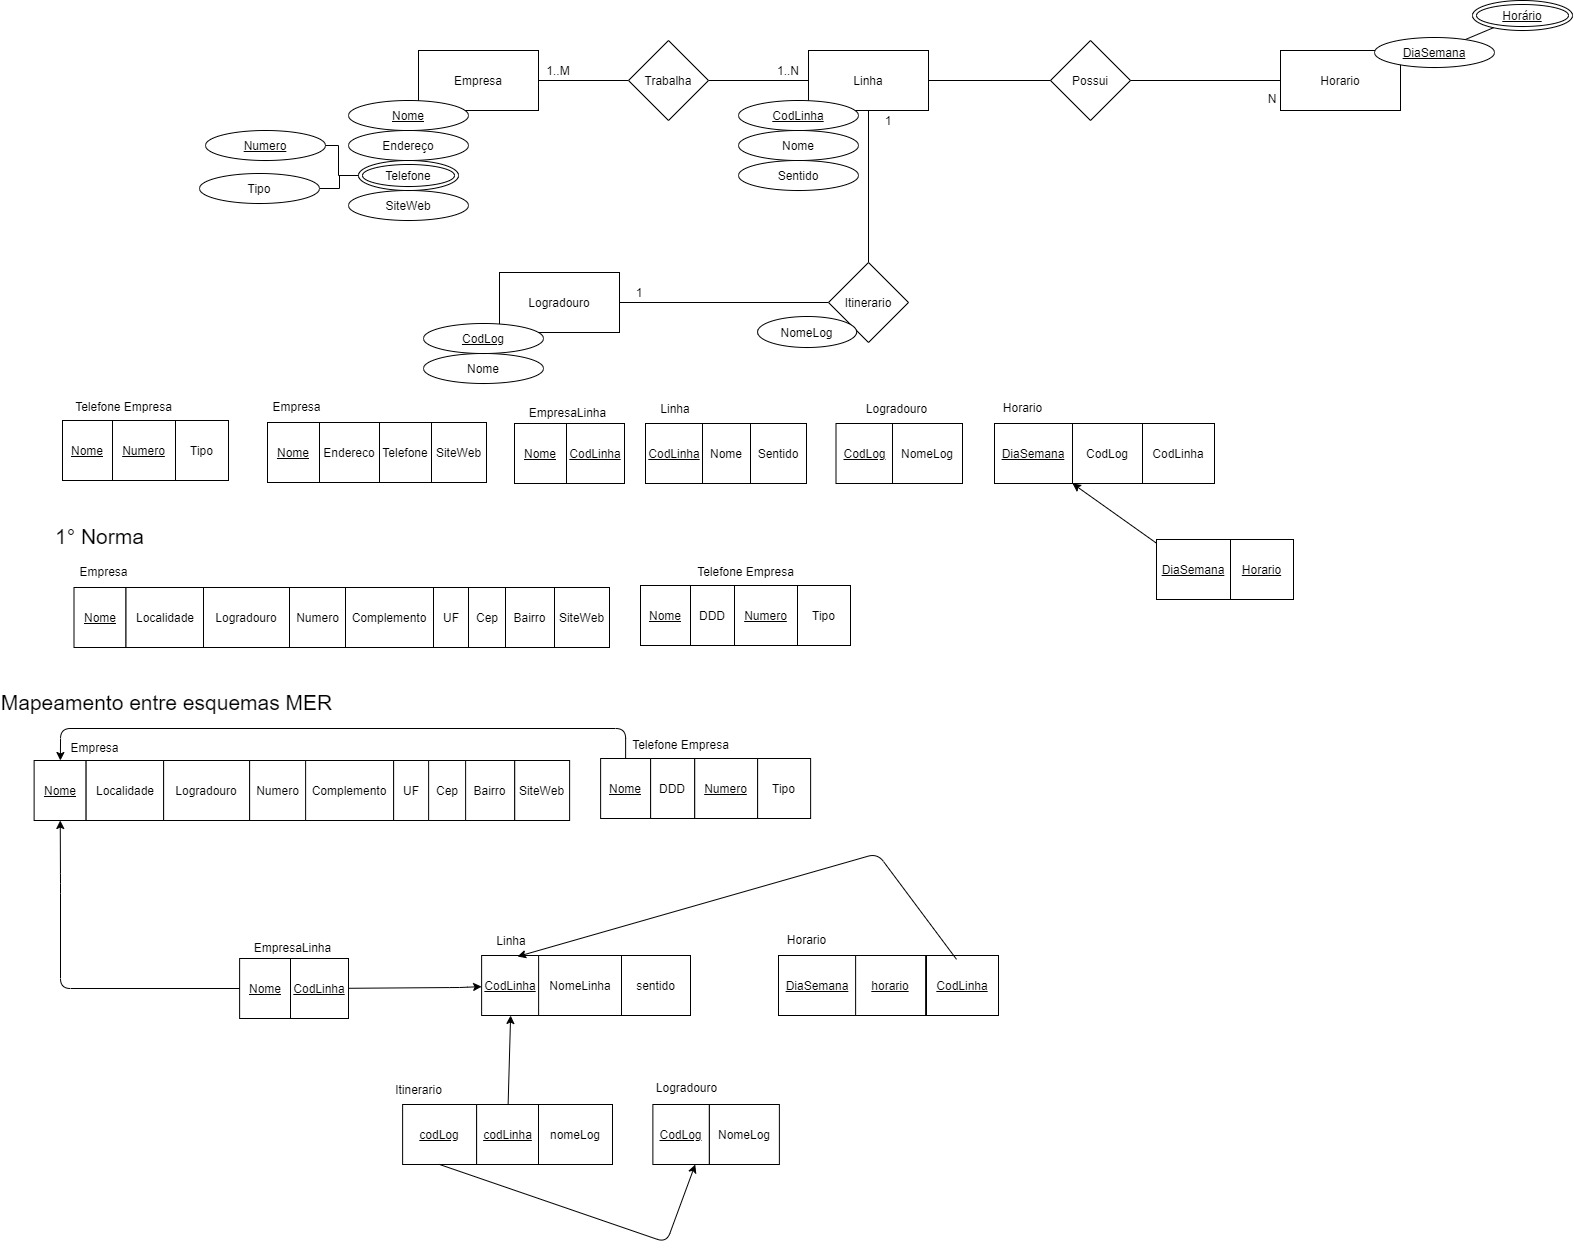 Horário
DiaSemana
Empresa
1..M
Trabalha
1..N
Linha
Possui
Horario
N
Nome
CodLinha
1
Numero
Endereço
Nome
Telefone
Sentido
Tipo
SiteWeb
Logradouro
1
Itinerario
NomeLog
CodLog
Nome
Telefone Empresa
Nome Numero Tipo
Empresa
Nome Endereco Telefone SiteWeb
EmpresaLinha
Nome CodLinha
Linha
CodLinha Nome Sentido
Logradouro
CodLog NomeLog
Horario
DiaSemana CodLog CodLinha
DiaSemana Horario
1° Norma
Empresa
Nome Localidade Logradouro Numero Complemento UF Cep Bairro SiteWeb
Telefone Empresa
Nome DDD Numero Tipo
Mapeamento entre esquemas MER
Empresa
Nome Localidade Logradouro Numero Complemento UF Cep Bairro SiteWeb
Telefone Empresa
Nome DDD Numero Tipo
EmpresaLinha
Nome CodLinha
Linha
CodLinha NomeLinha sentido
Horario
DiaSemana horario CodLinha
Itinerario
codLog codLinha nomeLog
Logradouro
CodLog NomeLog